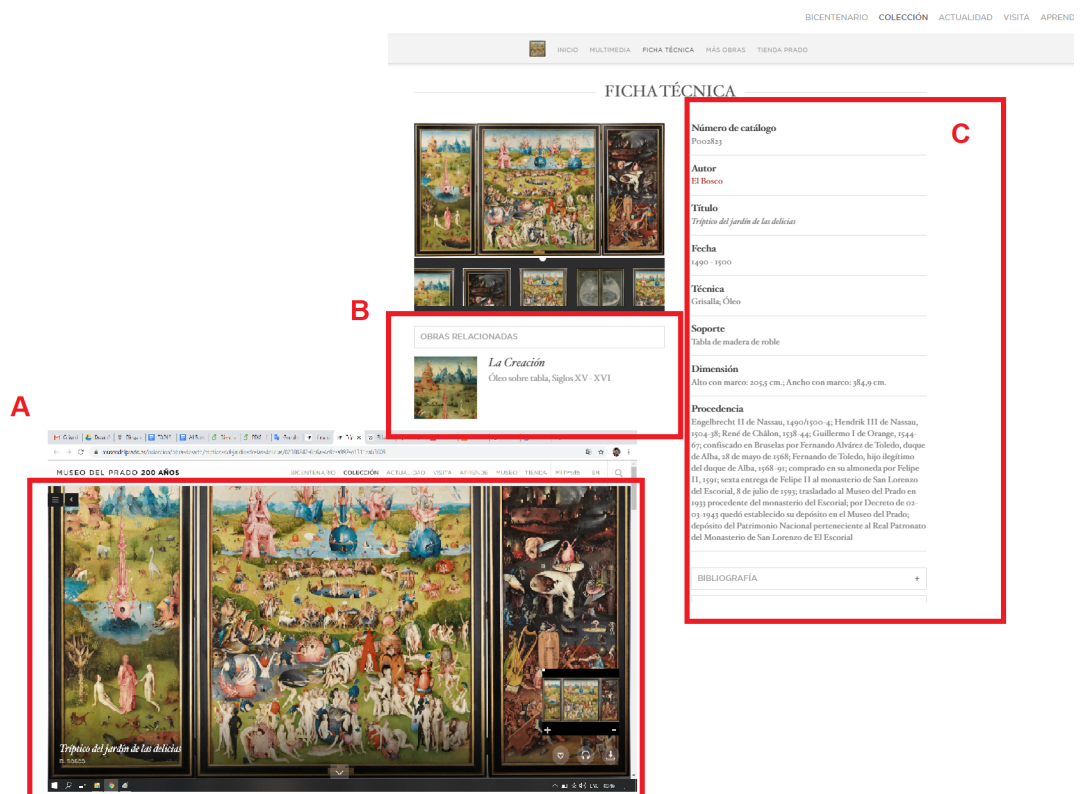 BICENTENARIO COLECCIÓN ACTUALIDAD VISITA APREND
INICIO MULTIMEDIA FICHA TÉCNICA MÁS OBRAS TIENDA PRADO
FICHA TÉCNICA
C
Número de catálogo
P002823
Autor
El Bosco
Título
Tríptico del jardín de las delicias
Fecha
1490 - 1500
Técnica
Grisalla; Óleo
Soporte
Tabla de madera de roble
Dimensión
Alto con marco: 205,5 cm.; Ancho con marco: 384,9 cm.
Procedencia
Engelbrecht II de Nassau, 1490/1500-4; Hendrik III de Nassau,
1504-38; René de Châlon, 1538-44; Guillermo I de Orange, 1544-
67; confiscado en Bruselas por Fernando Alvárez de Toledo, duque
de Alba, 28 de mayo de 1568; Fernando de Toledo, hijo ilegítimo
del duque de Alba, 1568-91; comprado en su almoneda por Felipe
II, 1591; sexta entrega de Felipe II al monasterio de San Lorenzo
del Escorial, 8 de julio de 1593; trasladado al Museo del Prado en
1933 procedente del monasterio del Escorial; por Decreto de 02-
03-1943 quedó establecido su depósito en el Museo del Prado;
depósito del Patrimonio Nacional perteneciente al Real Patronato
del Monasterio de San Lorenzo de El Escorial
BIBLIOGRAFÍA +
B
OBRAS RELACIONADAS
La Creación
Óleo sobre tabla, Siglos XV - XVI
A
MUSEO DEL PRADO 200 AÑOS
BICENTENARIO COLECCIÓN ACTUALIDAD VISITA APRENDE MUSEO TIENDA EN
Tríptico del jardín de las delicias
EL BOSCO
+ -